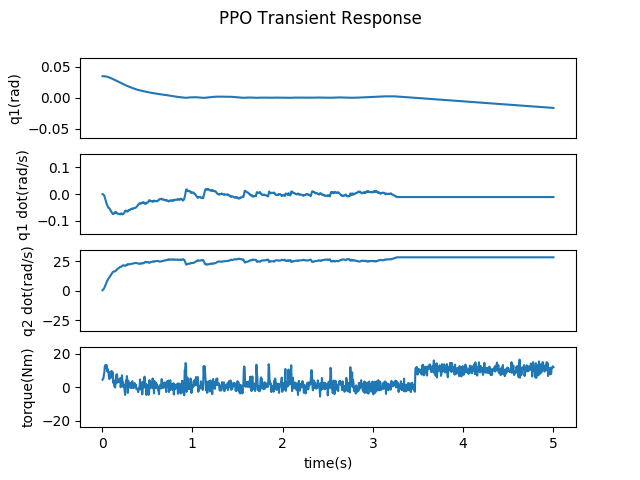 PPO Transient Response
q1(rad)
0.05
0.00
−0.05
q1 dot(rad/s)
0.1
0.0
−0.1
q2 dot(rad/s)
25
0
−25
torque(Nm)
20
0
−20
0 1 2 3 4 5
time(s)